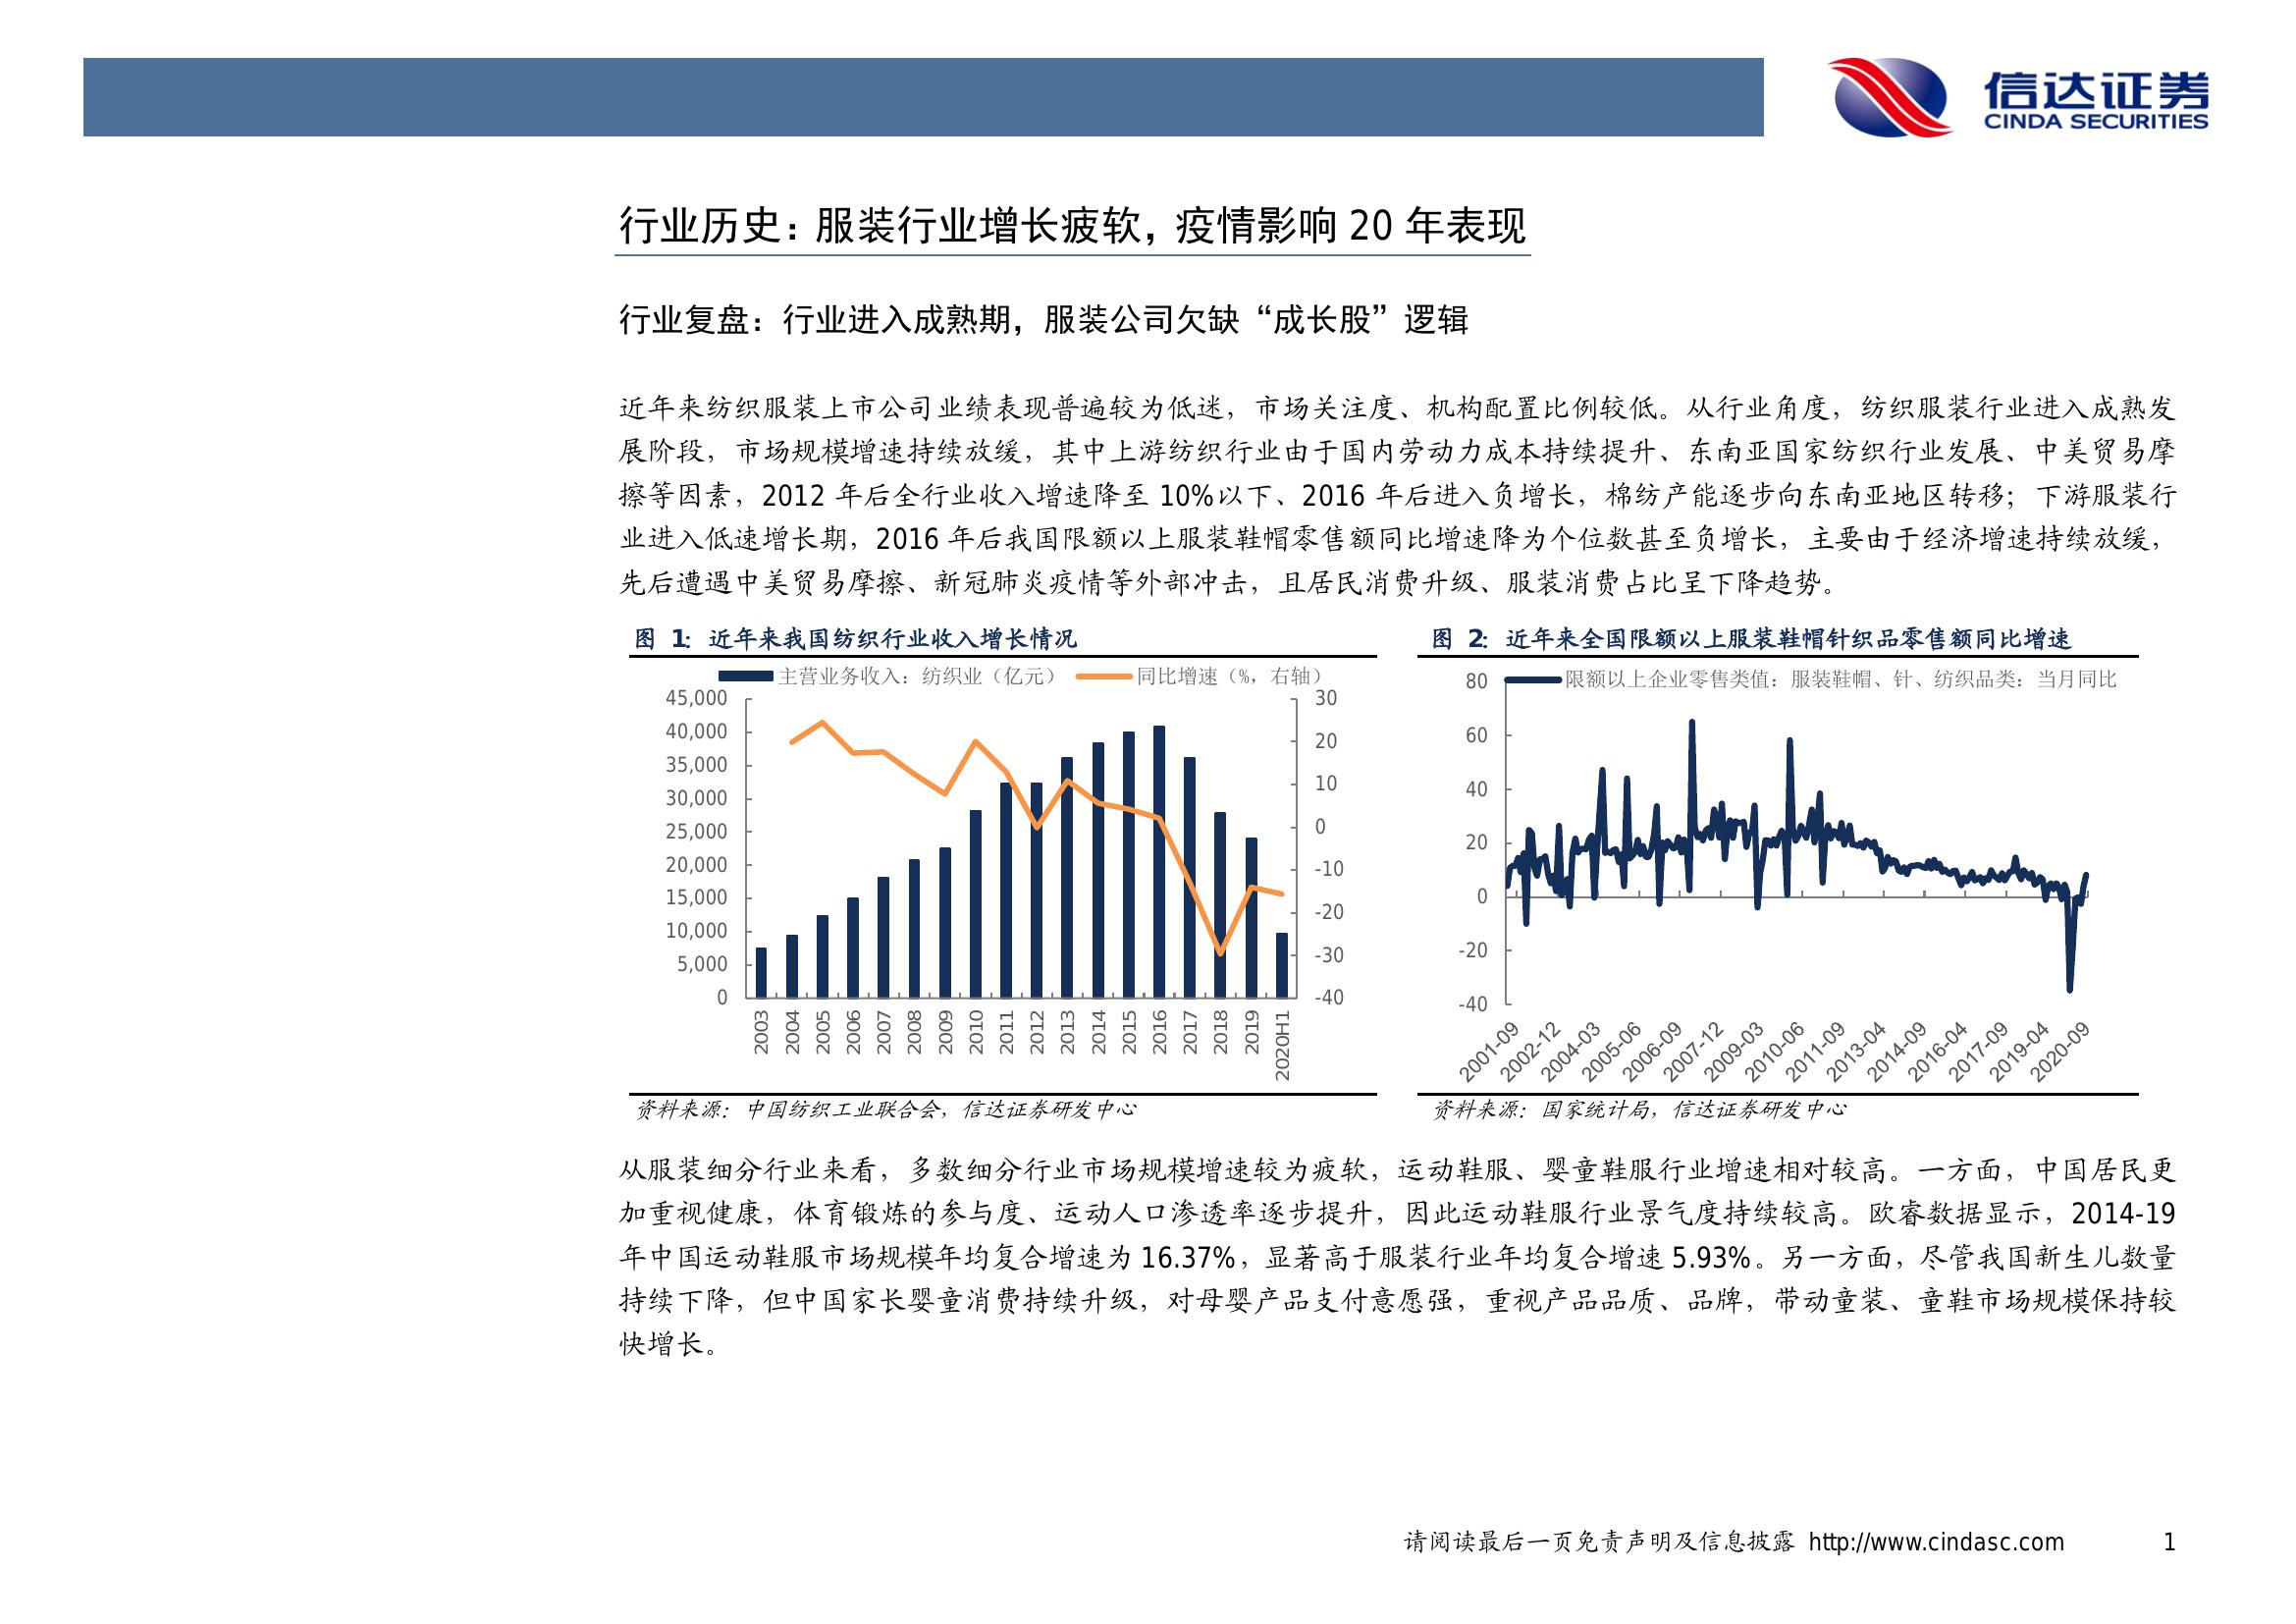 信达证券
CINDA SECURITIES
行业历史：服装行业增长疲软，疫情影响 20 年表现
行业复盘：行业进入成熟期，服装公司欠缺“成长股”逻辑
近年来纺织服装上市公司业绩表现普遍较为低迷，市场关注度、机构配置比例较低。从行业角度，纺织服装行业进入成熟发
展阶段，市场规模增速持续放缓，其中上游纺织行业由于国内劳动力成本持续提升、东南亚国家纺织行业发展、中美贸易摩
擦等因素，2012 年后全行业收入增速降至 10%以下、2016 年后进入负增长，棉纺产能逐步向东南亚地区转移；下游服装行
业进入低速增长期，2016 年后我国限额以上服装鞋帽零售额同比增速降为个位数甚至负增长，主要由于经济增速持续放缓，
先后遭遇中美贸易摩擦、新冠肺炎疫情等外部冲击，且居民消费升级、服装消费占比呈下降趋势。
图 1：近年来我国纺织行业收入增长情况
主营业务收入：纺织业（亿元）
同比增速（%，右轴）
45,000
40,000
35,000
30,000
25,000
20,000
15,000
10,000
5,000
0
30
20
10
0
-10
-20
-30
-40
2003
2004
2005
2006
2007
2008
2009
2010
2011
2012
2013
2014
2015
2016
2017
2018
2019
2020H1
资料来源：中国纺织工业联合会，信达证券研发中心
图 2：近年来全国限额以上服装鞋帽针织品零售额同比增速
限额以上企业零售类值：服装鞋帽、针、纺织品类：当月同比
80
60
40
20
0
-20
-40
2001-09
2002-12
2004-03
2005-06
2006-09
2007-12
2009-03
2010-06
2011-09
2013-04
2014-09
2016-04
2017-09
2019-04
2020-09
资料来源：国家统计局，信达证券研发中心
从服装细分行业来看，多数细分行业市场规模增速较为疲软，运动鞋服、婴童鞋服行业增速相对较高。一方面，中国居民更
加重视健康，体育锻炼的参与度、运动人口渗透率逐步提升，因此运动鞋服行业景气度持续较高。欧睿数据显示，2014-19
年中国运动鞋服市场规模年均复合增速为 16.37%，显著高于服装行业年均复合增速 5.93%。另一方面，尽管我国新生儿数量
持续下降，但中国家长婴童消费持续升级，对母婴产品支付意愿强，重视产品品质、品牌，带动童装、童鞋市场规模保持较
快增长。
请阅读最后一页免责声明及信息披露 http://www.cindasc.com 1